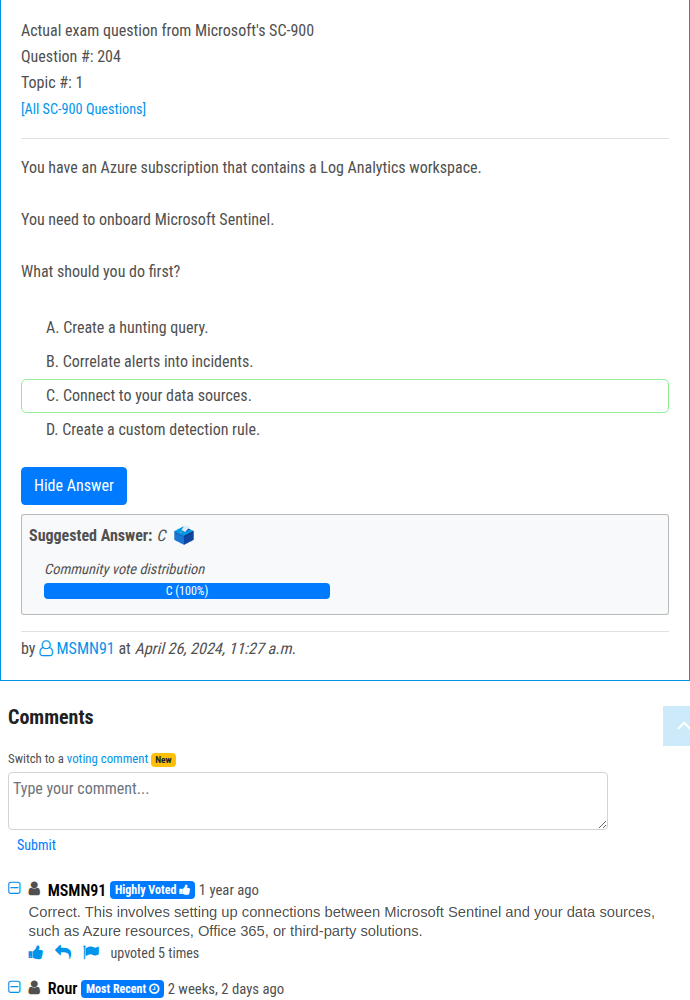 Actual exam question from Microsoft's SC-900
Question #: 204
Topic #: 1
[All SC-900 Questions]
You have an Azure subscription that contains a Log Analytics workspace.
You need to onboard Microsoft Sentinel.
What should you do first?
A. Create a hunting query.
B. Correlate alerts into incidents.
C. Connect to your data sources.
D. Create a custom detection rule.
Hide Answer
Suggested Answer: C
Community vote distribution
C (100%)
by MSMN91 at April 26, 2024, 11:27 a.m.
Comments
Switch to a voting comment New
Type your comment...
Submit
MSMN91 Highly Voted 1 year ago
Correct. This involves setting up connections between Microsoft Sentinel and your data sources,
such as Azure resources, Office 365, or third-party solutions.
upvoted 5 times
Rour Most Recent 2 weeks, 2 days ago